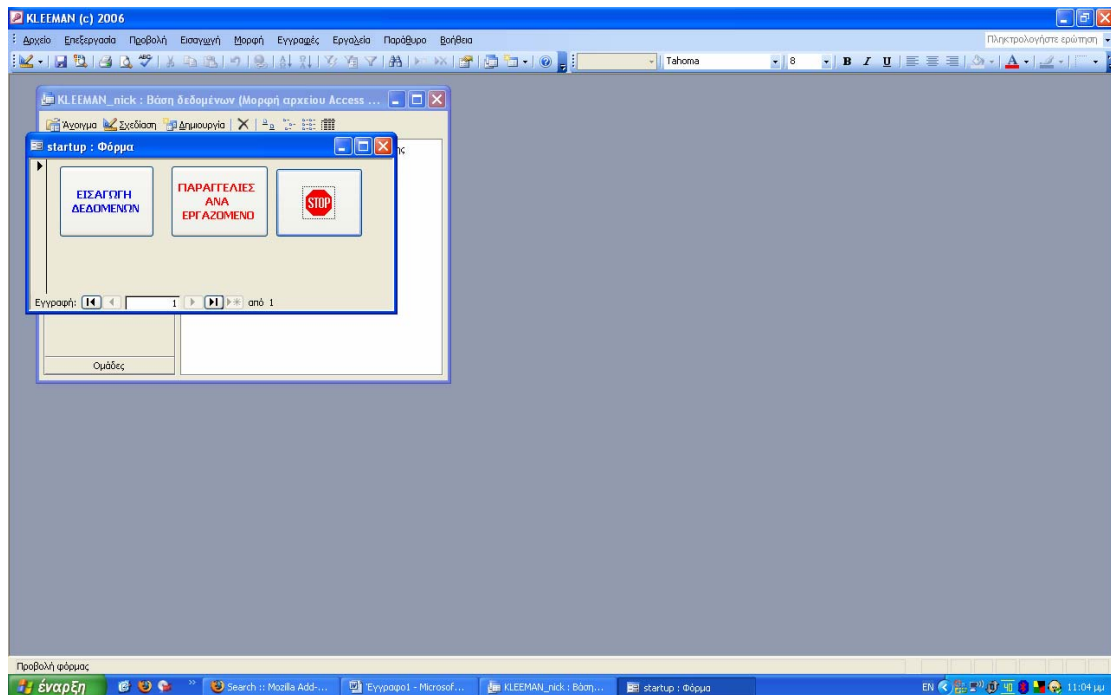 KLEEMAN (c) 2006
Αρχείο Επεξεργασία Προβολή Εισαγωγή Μορφή Εγγραφές Εργαλεία Παράθυρο Βοήθεια
Πληκτρολογήστε ερώτηση
Tahoma 8 B I U A
KLEEMAN_nick : Βάση δεδομένων (Μορφή αρχείου Access ...
Άνοιγμα Σχεδίαση Δημιουργία
startup : Φόρμα
ης
ΕΙΣΑΓΩΓΗ
ΔΕΔΟΜΕΝΩΝ
ΠΑΡΑΓΓΕΛΙΕΣ
ΑΝΑ
ΕΡΓΑΖΟΜΕΝΟ
STOP
Εγγραφή: 1 από 1
Ομάδες
Προβολή φόρμας
έναρξη Search :: Mozilla Add-... Έγγραφο1 - Microsof... KLEEMAN_nick : Βάση... startup : Φόρμα EN 11:04 μμ